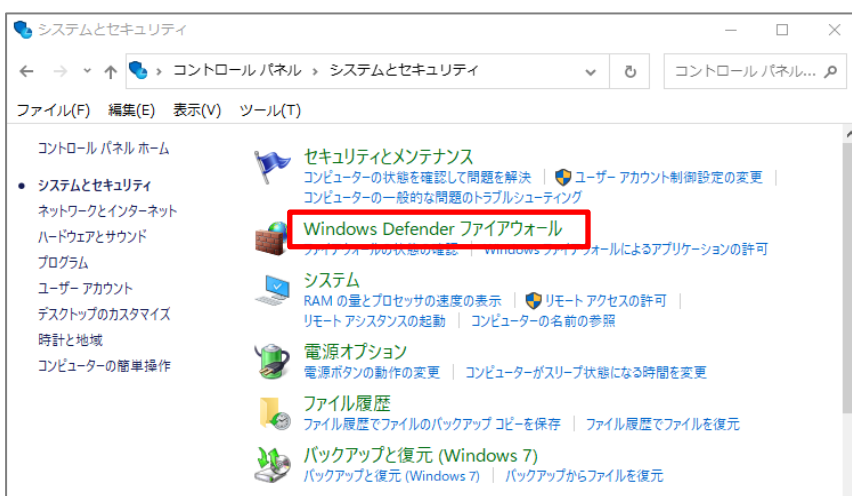 システムとセキュリティ
コントロール パネル › システムとセキュリティ
コントロール パネル...
ファイル(F) 編集(E) 表示(V) ツール(T)
コントロール パネル ホーム
システムとセキュリティ
ネットワークとインターネット
ハードウェアとサウンド
プログラム
ユーザー アカウント
デスクトップのカスタマイズ
時計と地域
コンピューターの簡単操作
セキュリティとメンテナンス
コンピューターの状態を確認して問題を解決 | ユーザー アカウント制御設定の変更 |
コンピューターの一般的な問題のトラブルシューティング
Windows Defender ファイアウォール
ファイアウォールの状態の確認 | Windows ファイアウォールによるアプリケーションの許可
システム
RAM の量とプロセッサの速度の表示 | リモート アクセスの許可 |
リモート アシスタンスの起動 | コンピューターの名前の参照
電源オプション
電源ボタンの動作の変更 | コンピューターがスリープ状態になる時間を変更
ファイル履歴
ファイル履歴でファイルのバックアップ コピーを保存 | ファイル履歴でファイルを復元
バックアップと復元 (Windows 7)
バックアップと復元 (Windows 7) | バックアップからファイルを復元